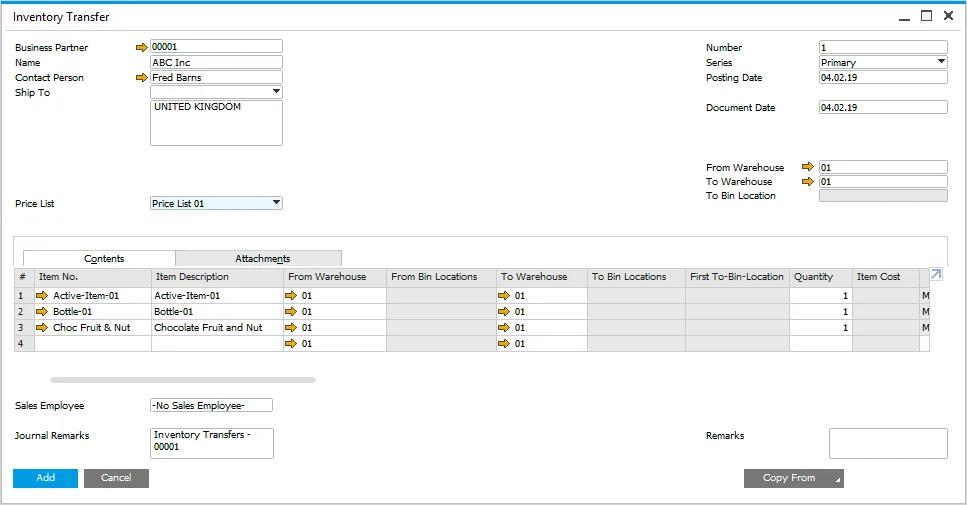 Inventory Transfer
Business Partner 00001
Name ABC Inc
Contact Person Fred Barns
Ship To
UNITED KINGDOM
Number 1
Series Primary
Posting Date 04.02.19
Document Date 04.02.19
From Warehouse 01
To Warehouse 01
To Bin Location
Price List Price List 01
Contents Attachments
# Item No. Item Description From Warehouse From Bin Locations To Warehouse To Bin Locations First To-Bin-Location Quantity Item Cost
1 Active-Item-01 Active-Item-01 01 01 1 M
2 Bottle-01 Bottle-01 01 01 1 M
3 Choc Fruit & Nut Chocolate Fruit and Nut 01 01 1 M
4 01 01
Sales Employee -No Sales Employee-
Journal Remarks Inventory Transfers -
00001
Remarks
Add Cancel Copy From